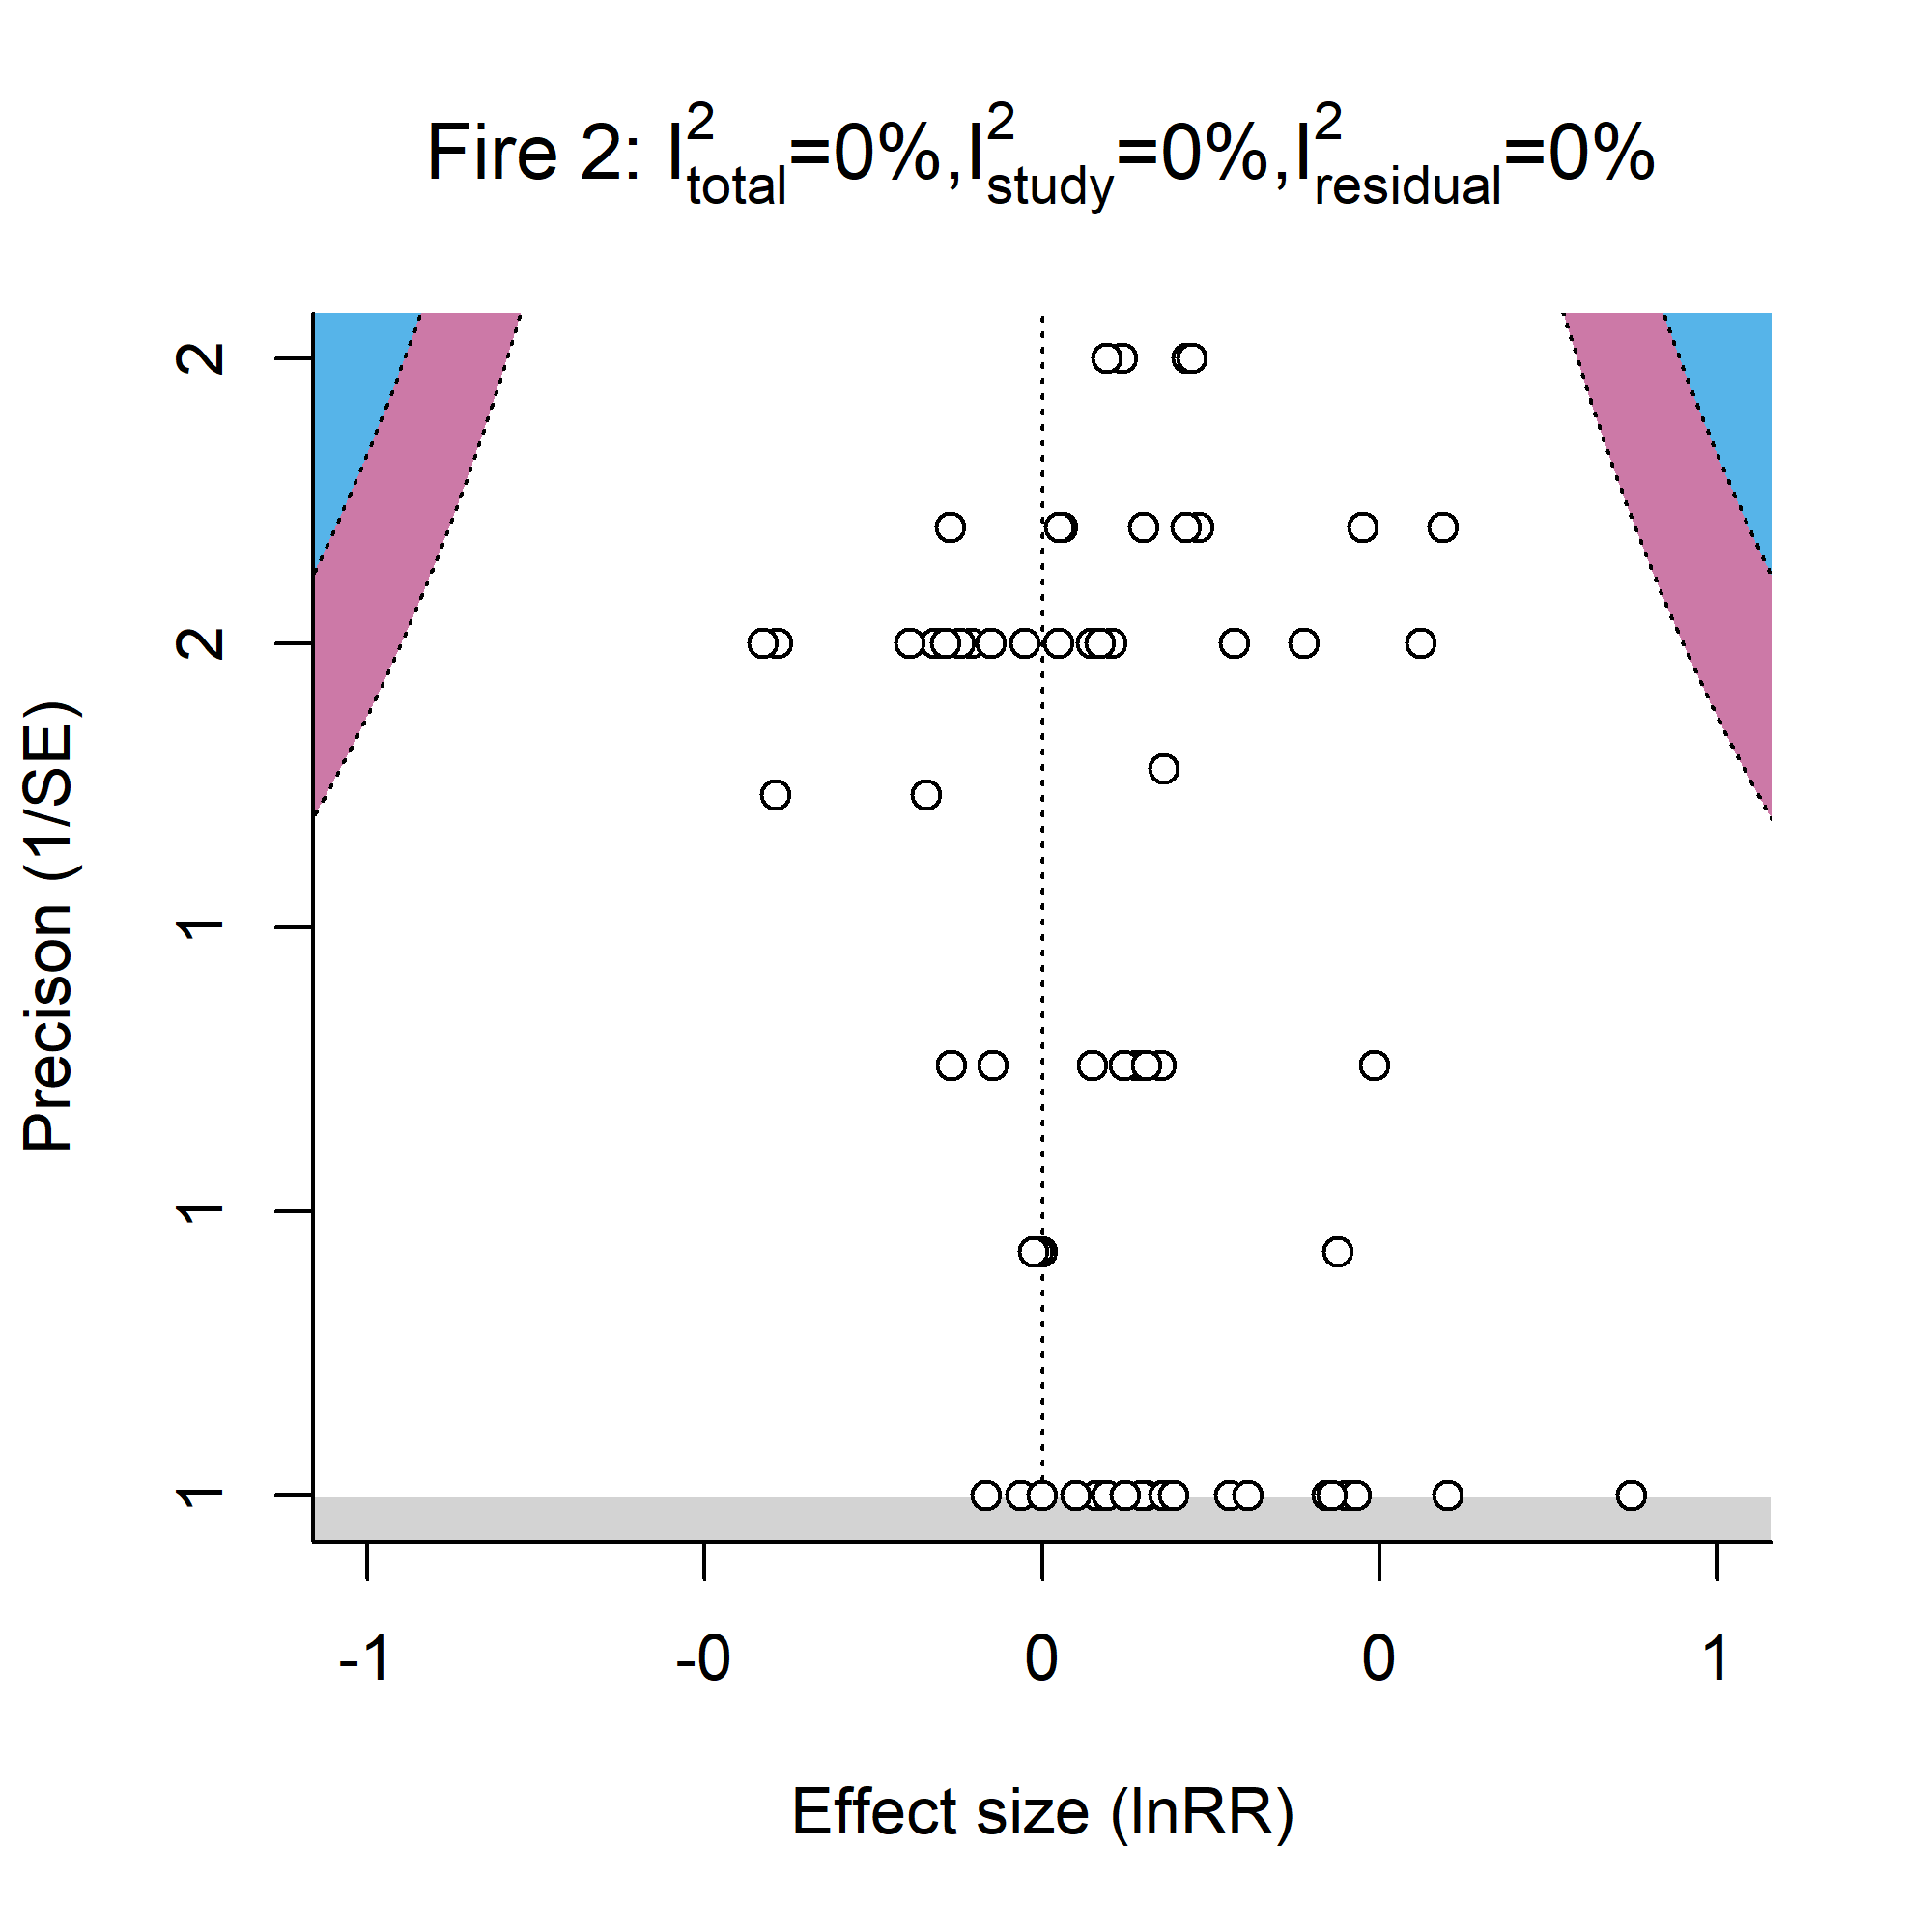 Fire 2: I²total=0%,I²study=0%,I²residual=0%
Precison (1/SE)
2
2
1
1
1
-1 -0 0 0 1
Effect size (lnRR)